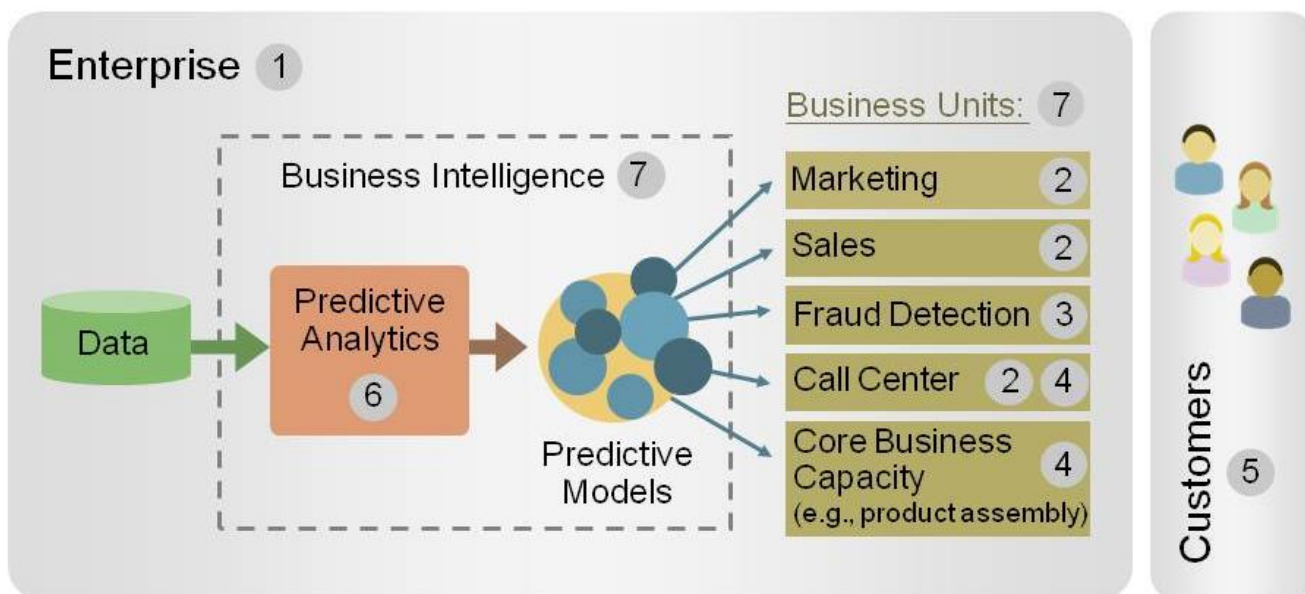 Enterprise 1
Business Units: 7
Business Intelligence 7
Marketing 2
Sales 2
Predictive
Analytics
6
Fraud Detection 3
Data
Call Center 2 4
Predictive
Models
Core Business
Capacity 4
(e.g., product assembly)
Customers 5